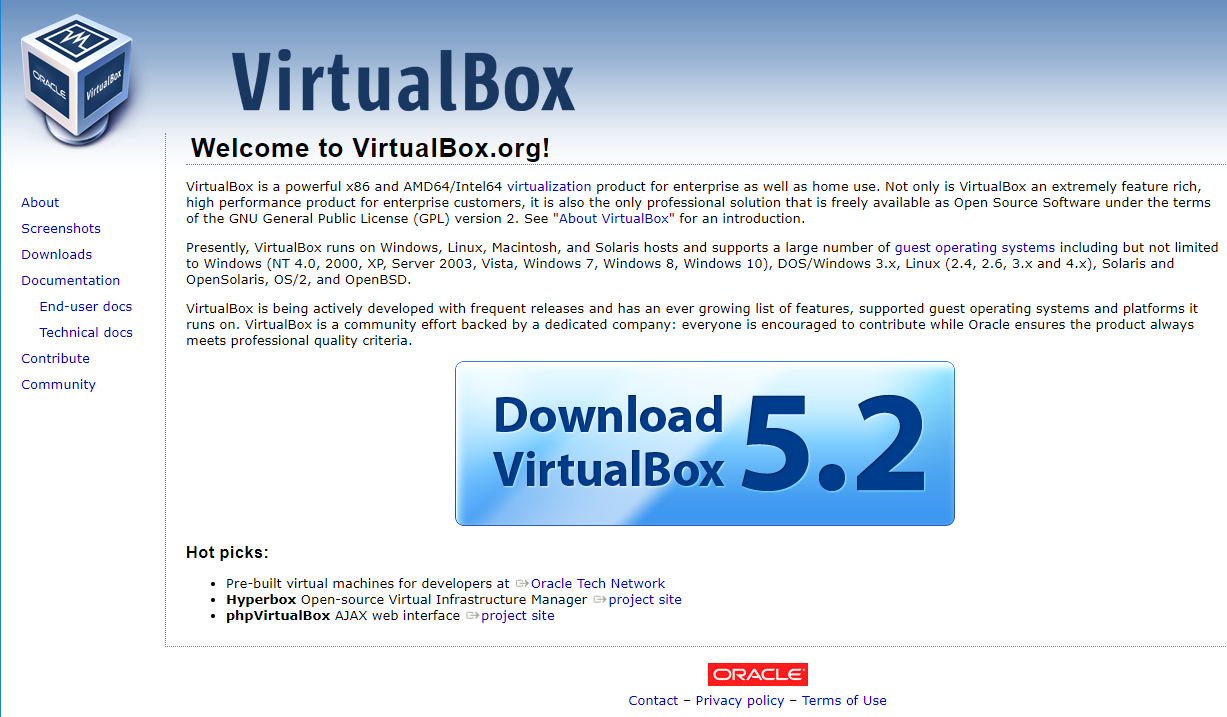 ORACLE
VirtualBox
VirtualBox
Welcome to VirtualBox.org!
About
Screenshots
Downloads
Documentation
End-user docs
Technical docs
Contribute
Community
VirtualBox is a powerful x86 and AMD64/Intel64 virtualization product for enterprise as well as home use. Not only is VirtualBox an extremely feature rich,
high performance product for enterprise customers, it is also the only professional solution that is freely available as Open Source Software under the terms
of the GNU General Public License (GPL) version 2. See "About VirtualBox" for an introduction.
Presently, VirtualBox runs on Windows, Linux, Macintosh, and Solaris hosts and supports a large number of guest operating systems including but not limited
to Windows (NT 4.0, 2000, XP, Server 2003, Vista, Windows 7, Windows 8, Windows 10), DOS/Windows 3.x, Linux (2.4, 2.6, 3.x and 4.x), Solaris and
OpenSolaris, OS/2, and OpenBSD.
VirtualBox is being actively developed with frequent releases and has an ever growing list of features, supported guest operating systems and platforms it
runs on. VirtualBox is a community effort backed by a dedicated company: everyone is encouraged to contribute while Oracle ensures the product always
meets professional quality criteria.
Download
VirtualBox 5.2
Hot picks:
• Pre-built virtual machines for developers at Oracle Tech Network
• Hyperbox Open-source Virtual Infrastructure Manager project site
• phpVirtualBox AJAX web interface project site
ORACLE
Contact – Privacy policy – Terms of Use